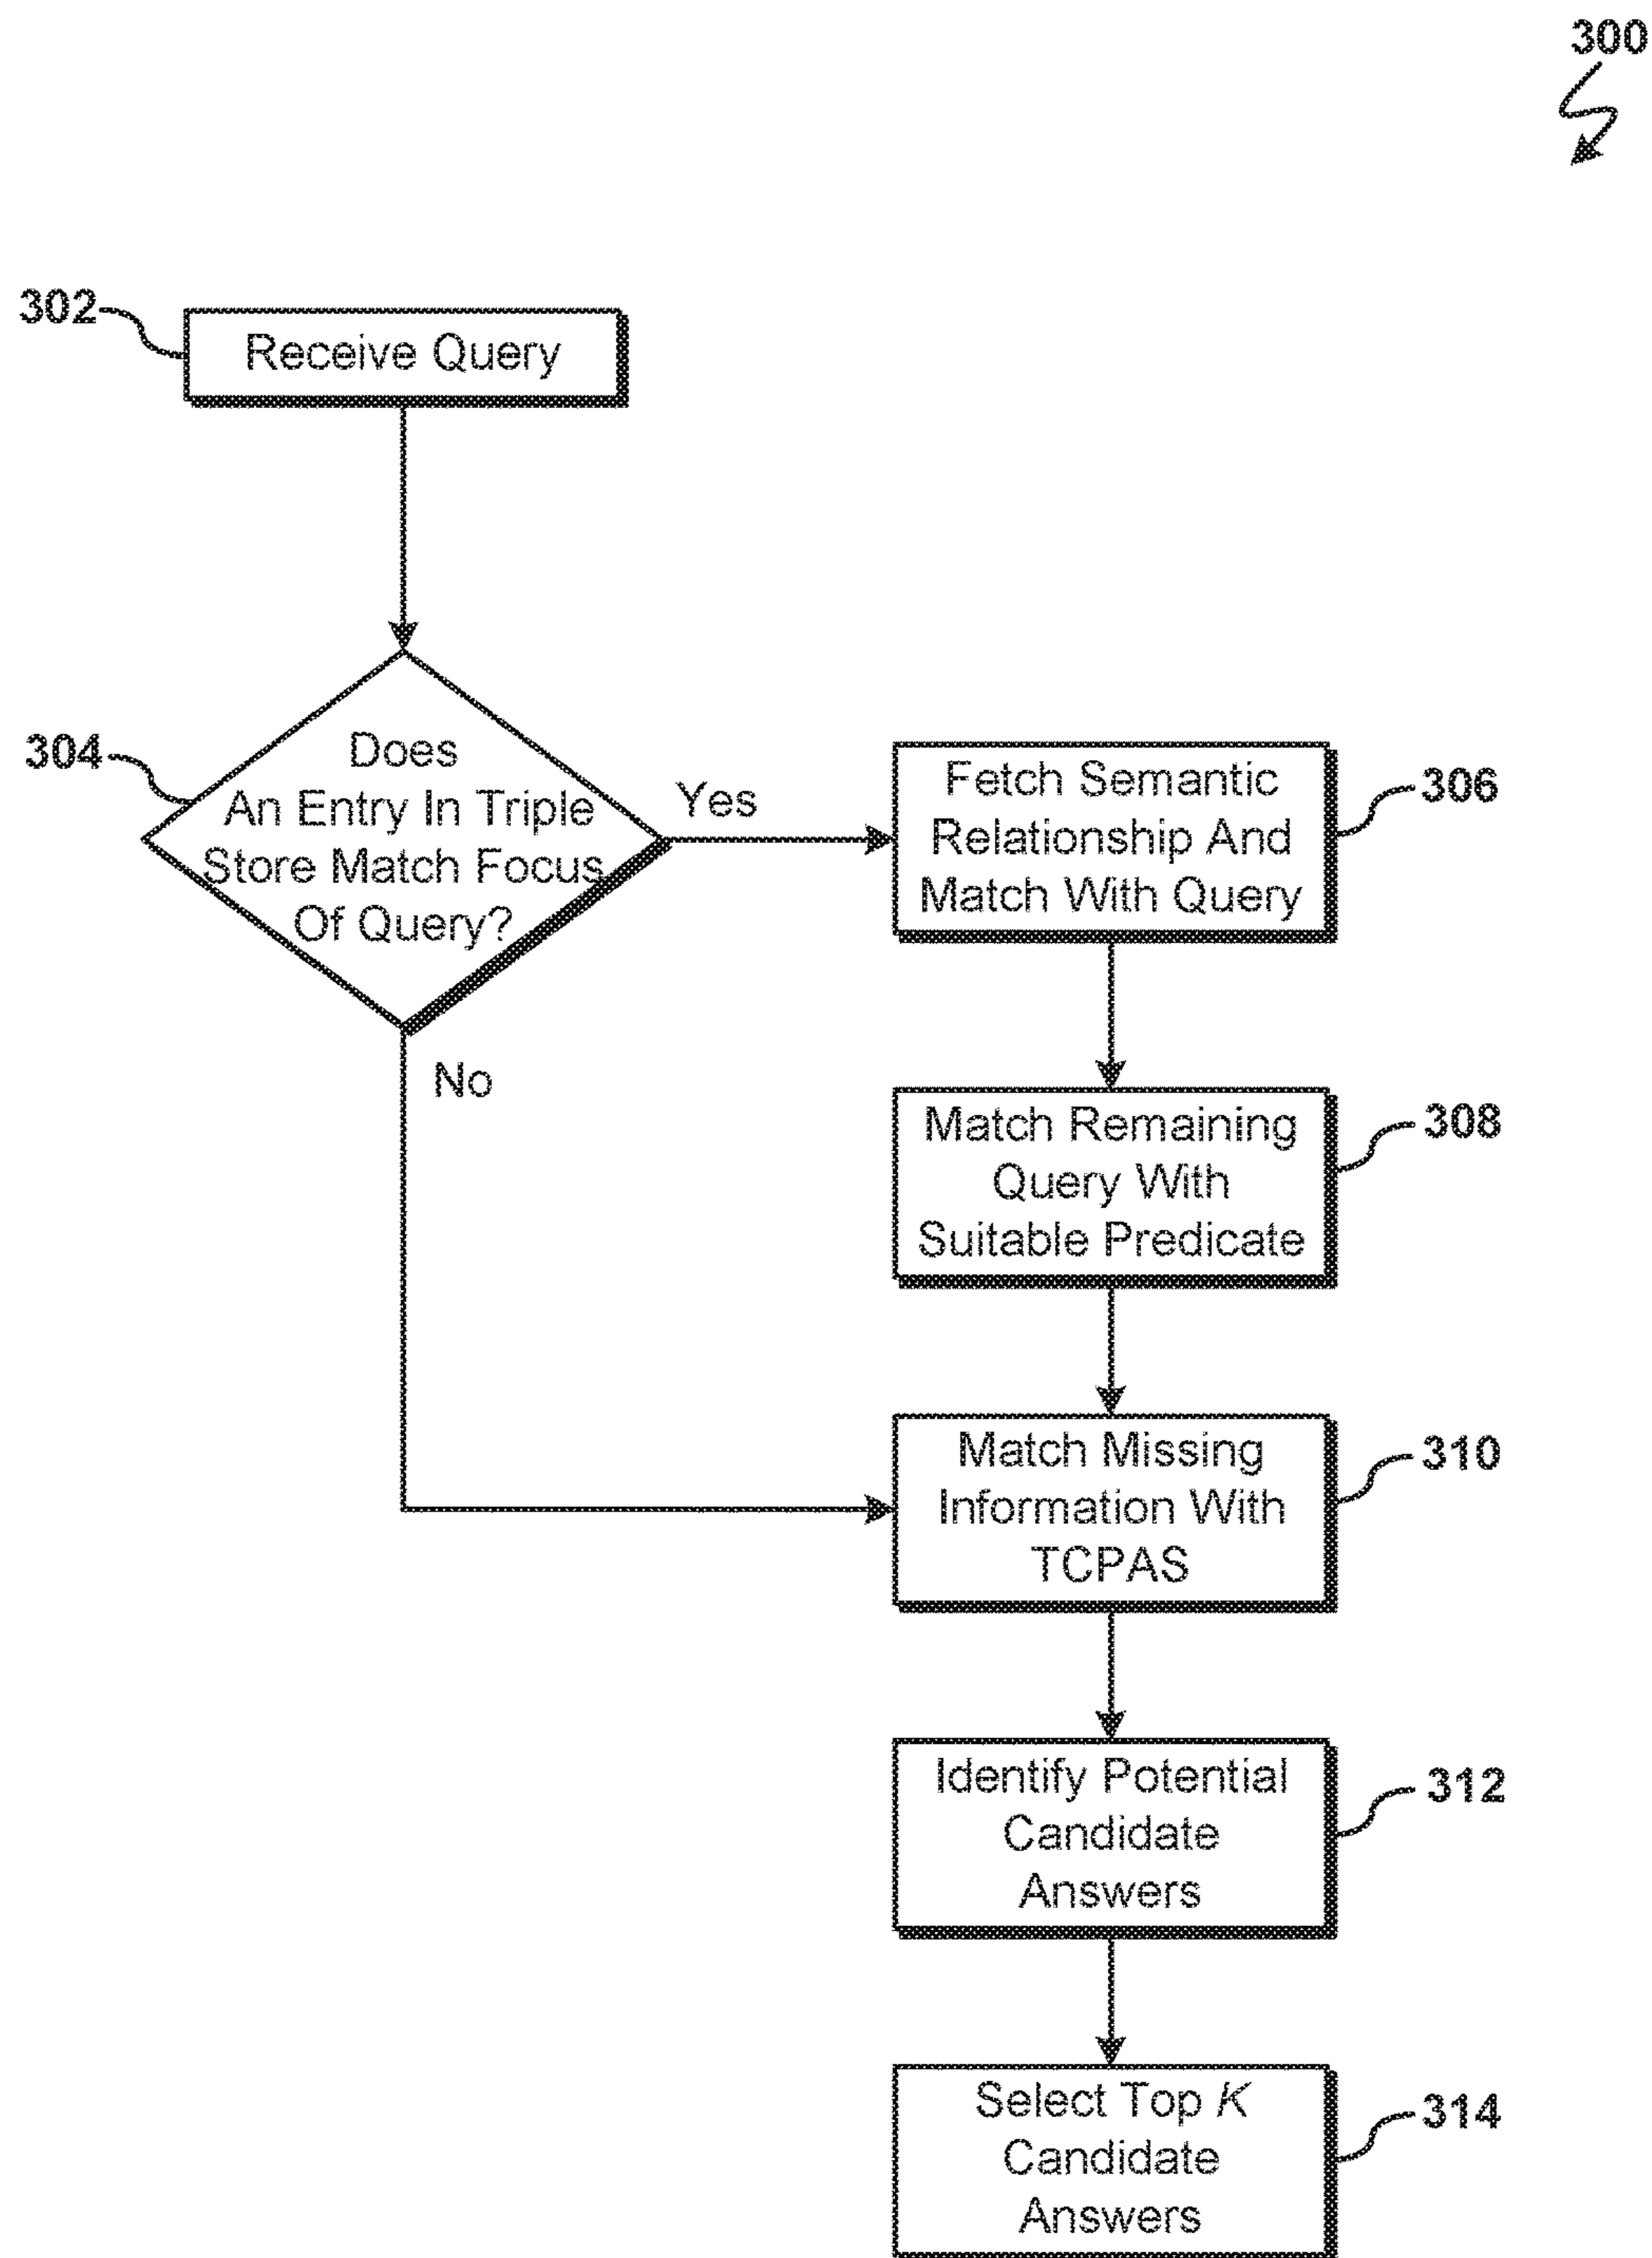 300
302
Receive Query
304
Does
An Entry In Triple
Store Match Focus
Of Query?
Yes
No
Fetch Semantic
Relationship And
Match With Query
306
Match Remaining
Query With
Suitable Predicate
308
Match Missing
Information With
TCPAS
310
Identify Potential
Candidate
Answers
312
Select Top K
Candidate
Answers
314